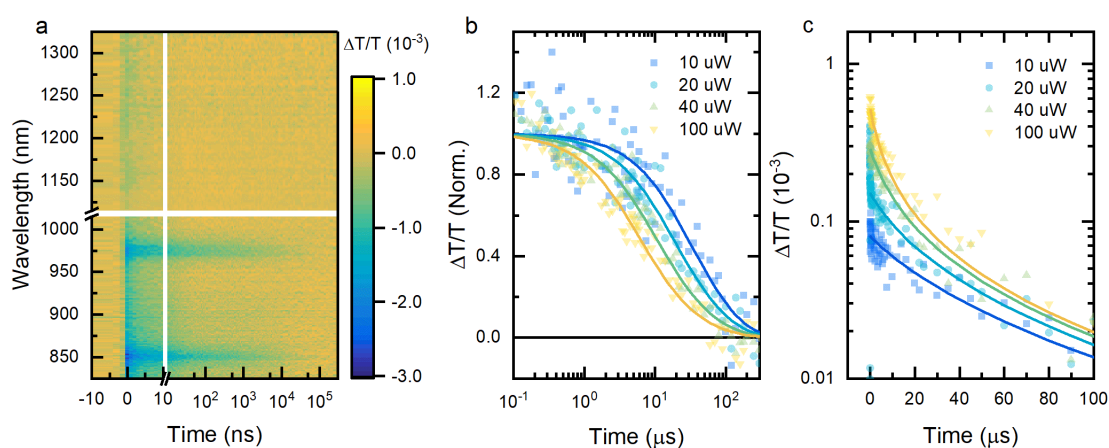 a
Wavelength (nm)
1300
1250
1200
1150
1000
950
900
850
-10 0 10 10² 10³ 10⁴ 10⁵
Time (ns)
ΔT/T (10⁻³)
1.0
0.0
-1.0
-2.0
-3.0
b
ΔT/T (Norm.)
1.2
0.8
0.4
0.0
10⁻¹ 10⁰ 10¹ 10²
Time (μs)
10 uW
20 uW
40 uW
100 uW
c
ΔT/T (10⁻³)
1
0.1
0.01
0 20 40 60 80 100
Time (μs)
10 uW
20 uW
40 uW
100 uW